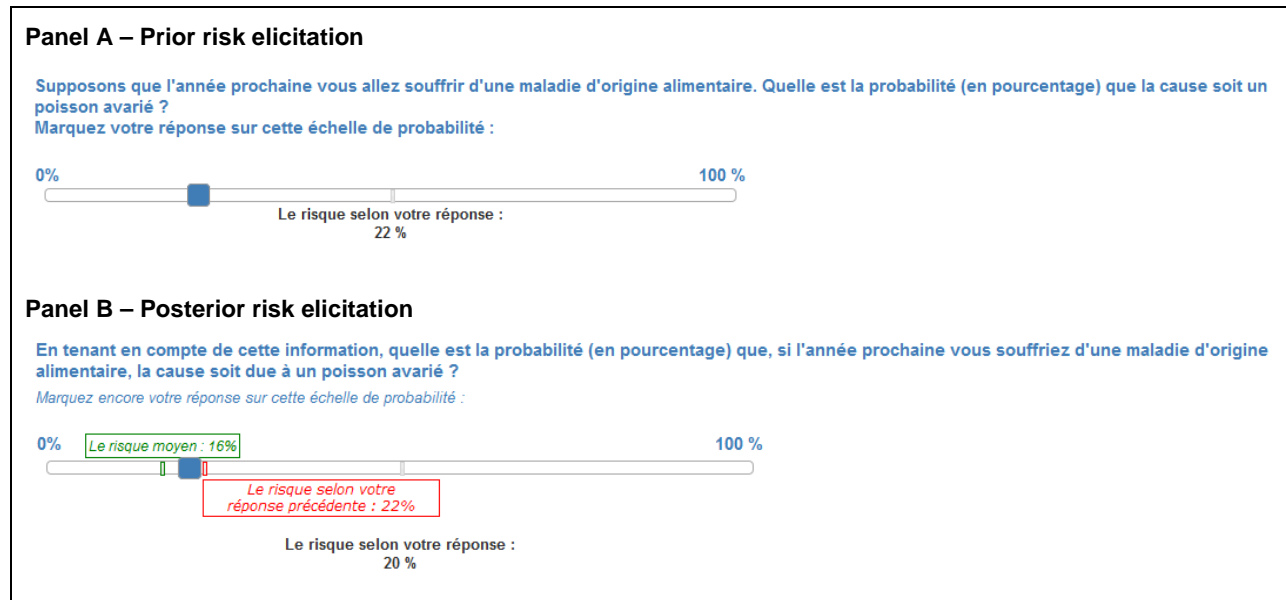 Panel A – Prior risk elicitation
Supposons que l'année prochaine vous allez souffrir d'une maladie d'origine alimentaire. Quelle est la probabilité (en pourcentage) que la cause soit un
poisson avarié ?
Marquez votre réponse sur cette échelle de probabilité :
0% 100 %
Le risque selon votre réponse :
22 %
Panel B – Posterior risk elicitation
En tenant en compte de cette information, quelle est la probabilité (en pourcentage) que, si l'année prochaine vous souffriez d'une maladie d'origine
alimentaire, la cause soit due à un poisson avarié ?
Marquez encore votre réponse sur cette échelle de probabilité :
0% Le risque moyen : 16% 100 %
Le risque selon votre
réponse précédente : 22%
Le risque selon votre réponse :
20 %